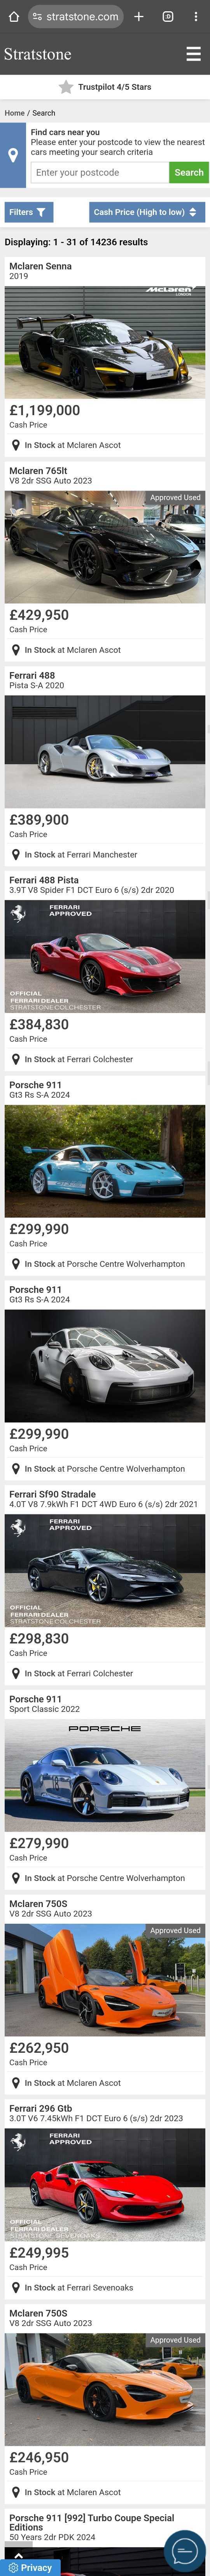 stratstone.com
Stratstone
Trustpilot 4/5 Stars
Home / Search
Find cars near you
Please enter your postcode to view the nearest
cars meeting your search criteria
Enter your postcode
Search
Filters
Cash Price (High to low)
Displaying: 1 - 31 of 14236 results
Mclaren Senna
2019
McLaren
LONDON
£1,199,000
Cash Price
In Stock at Mclaren Ascot
Mclaren 765lt
V8 2dr SSG Auto 2023
Approved Used
£429,950
Cash Price
In Stock at Mclaren Ascot
Ferrari 488
Pista S-A 2020
£389,900
Cash Price
In Stock at Ferrari Manchester
Ferrari 488 Pista
3.9T V8 Spider F1 DCT Euro 6 (s/s) 2dr 2020
FERRARI
APPROVED
OFFICIAL
FERRARI DEALER
STRATSTONE COLCHESTER
£384,830
Cash Price
In Stock at Ferrari Colchester
Porsche 911
Gt3 Rs S-A 2024
£299,990
Cash Price
In Stock at Porsche Centre Wolverhampton
Porsche 911
Gt3 Rs S-A 2024
£299,990
Cash Price
In Stock at Porsche Centre Wolverhampton
Ferrari Sf90 Stradale
4.0T V8 7.9kWh F1 DCT 4WD Euro 6 (s/s) 2dr 2021
FERRARI
APPROVED
OFFICIAL
FERRARI DEALER
STRATSTONE COLCHESTER
£298,830
Cash Price
In Stock at Ferrari Colchester
Porsche 911
Sport Classic 2022
PORSCHE
£279,990
Cash Price
In Stock at Porsche Centre Wolverhampton
Mclaren 750S
V8 2dr SSG Auto 2023
Approved Used
£262,950
Cash Price
In Stock at Mclaren Ascot
Ferrari 296 Gtb
3.0T V6 7.45kWh F1 DCT Euro 6 (s/s) 2dr 2023
FERRARI
APPROVED
OFFICIAL
FERRARI DEALER
STRATSTONE SEVENOAKS
£249,995
Cash Price
In Stock at Ferrari Sevenoaks
Mclaren 750S
V8 2dr SSG Auto 2023
Approved Used
£246,950
Cash Price
In Stock at Mclaren Ascot
Porsche 911 [992] Turbo Coupe Special
Editions
50 Years 2dr PDK 2024
Privacy